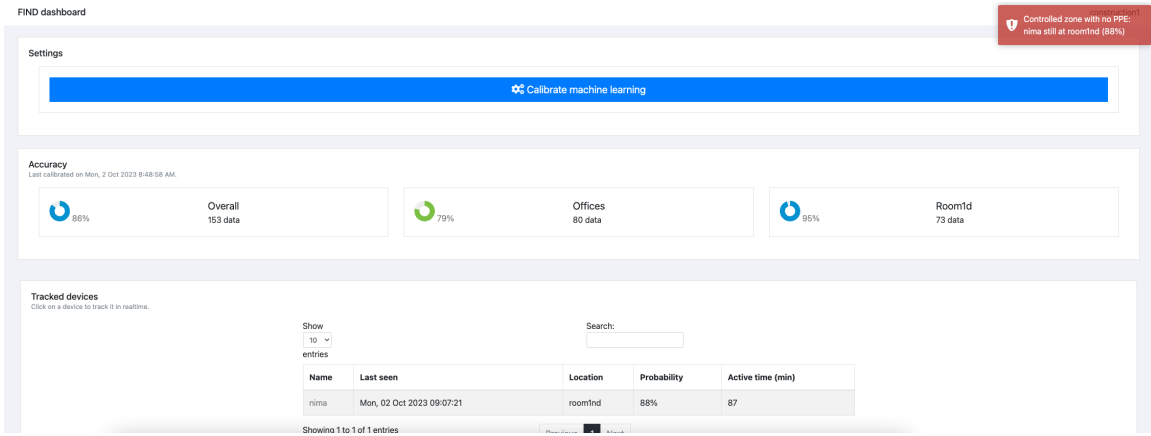 FIND dashboard
construction1
Controlled zone with no PPE:
nima still at room1nd (88%)
Settings
Calibrate machine learning
Accuracy
Last calibrated on Mon, 2 Oct 2023 8:48:58 AM.
86%
Overall
153 data
79%
Offices
80 data
95%
Room1d
73 data
Tracked devices
Click on a device to track it in realtime.
Show
10
entries
Search:
Name Last seen Location Probability Active time (min)
nima Mon, 02 Oct 2023 09:07:21 room1nd 88% 87
Showing 1 to 1 of 1 entries
Previous 1 Next